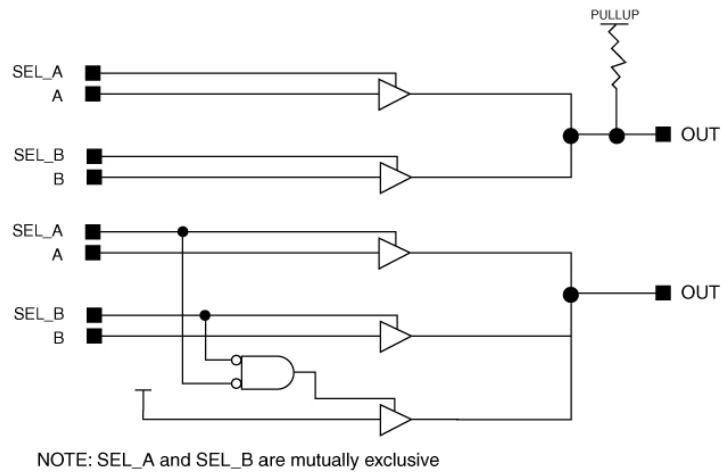 PULLUP
SEL_A
A
OUT
SEL_B
B
SEL_A
A
OUT
SEL_B
B
NOTE: SEL_A and SEL_B are mutually exclusive